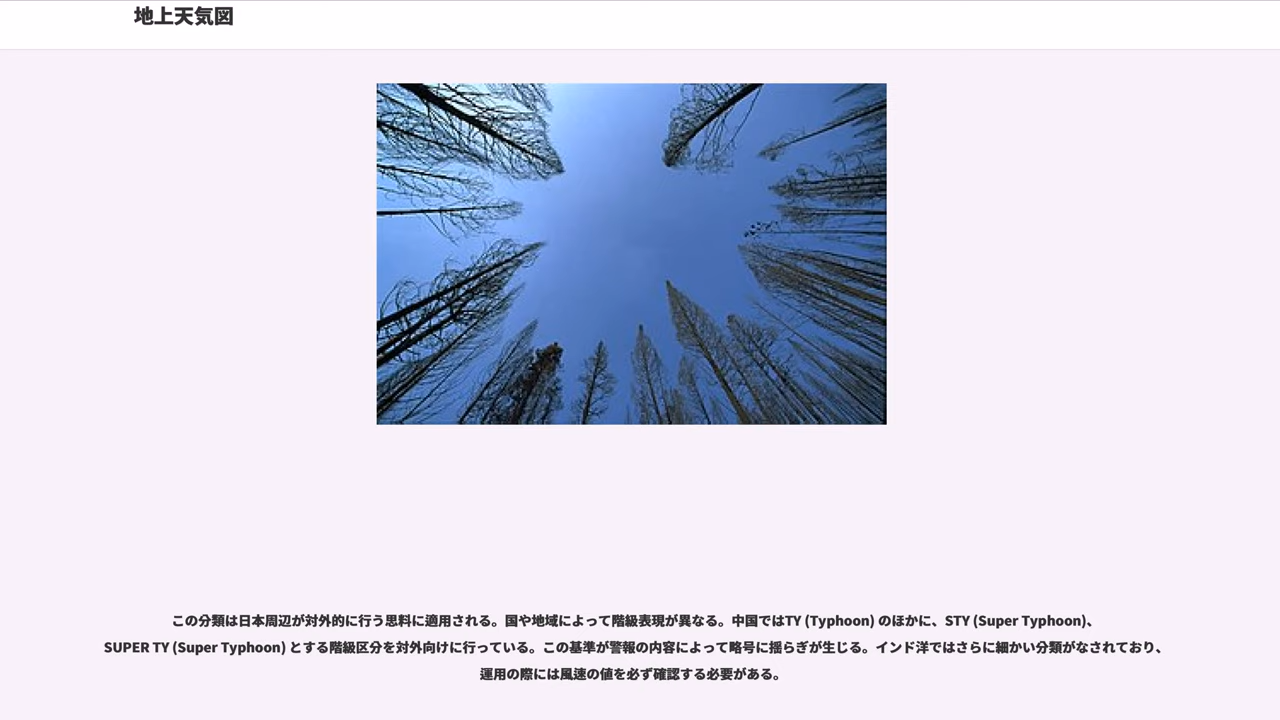 地上天気図
この分類は日本周辺が対外的に行う思料に適用される。国や地域によって階級表現が異なる。中国ではTY (Typhoon) のほかに、STY (Super Typhoon)、
SUPER TY (Super Typhoon) とする階級区分を対外向けに行っている。この基準が警報の内容によって略号に揺らぎが生じる。インド洋ではさらに細かい分類がなされており、
運用の際には風速の値を必ず確認する必要がある。